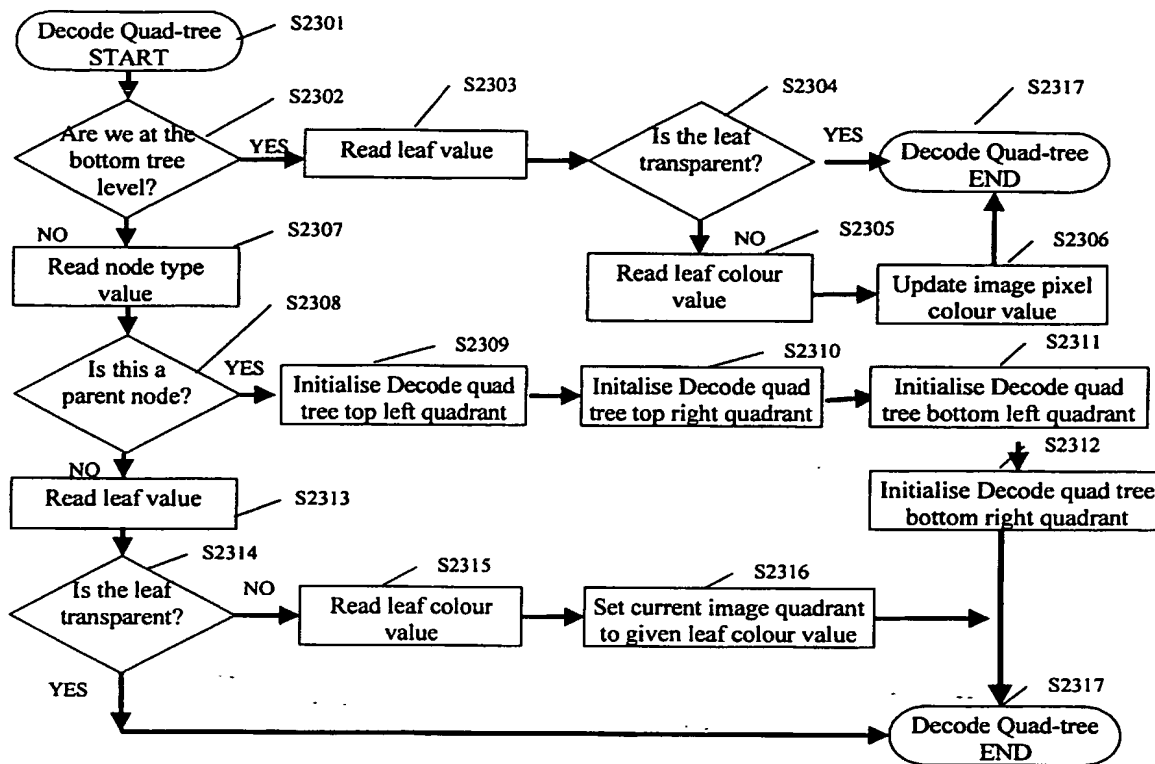 Decode Quad-tree
START
S2301
S2302
Are we at the
bottom tree
level?
YES
S2303
Read leaf value
S2304
Is the leaf
transparent?
YES
S2317
Decode Quad-tree
END
NO
S2307
Read node type
value
NO
S2305
Read leaf colour
value
S2306
Update image pixel
colour value
S2308
Is this a
parent node?
YES
S2309
Initialise Decode quad
tree top left quadrant
S2310
Initalise Decode quad
tree top right quadrant
S2311
Initialise Decode quad
tree bottom left quadrant
S2312
Initialise Decode quad tree
bottom right quadrant
NO
Read leaf value
S2313
S2314
Is the leaf
transparent?
NO
S2315
Read leaf colour
value
S2316
Set current image quadrant
to given leaf colour value
YES
S2317
Decode Quad-tree
END